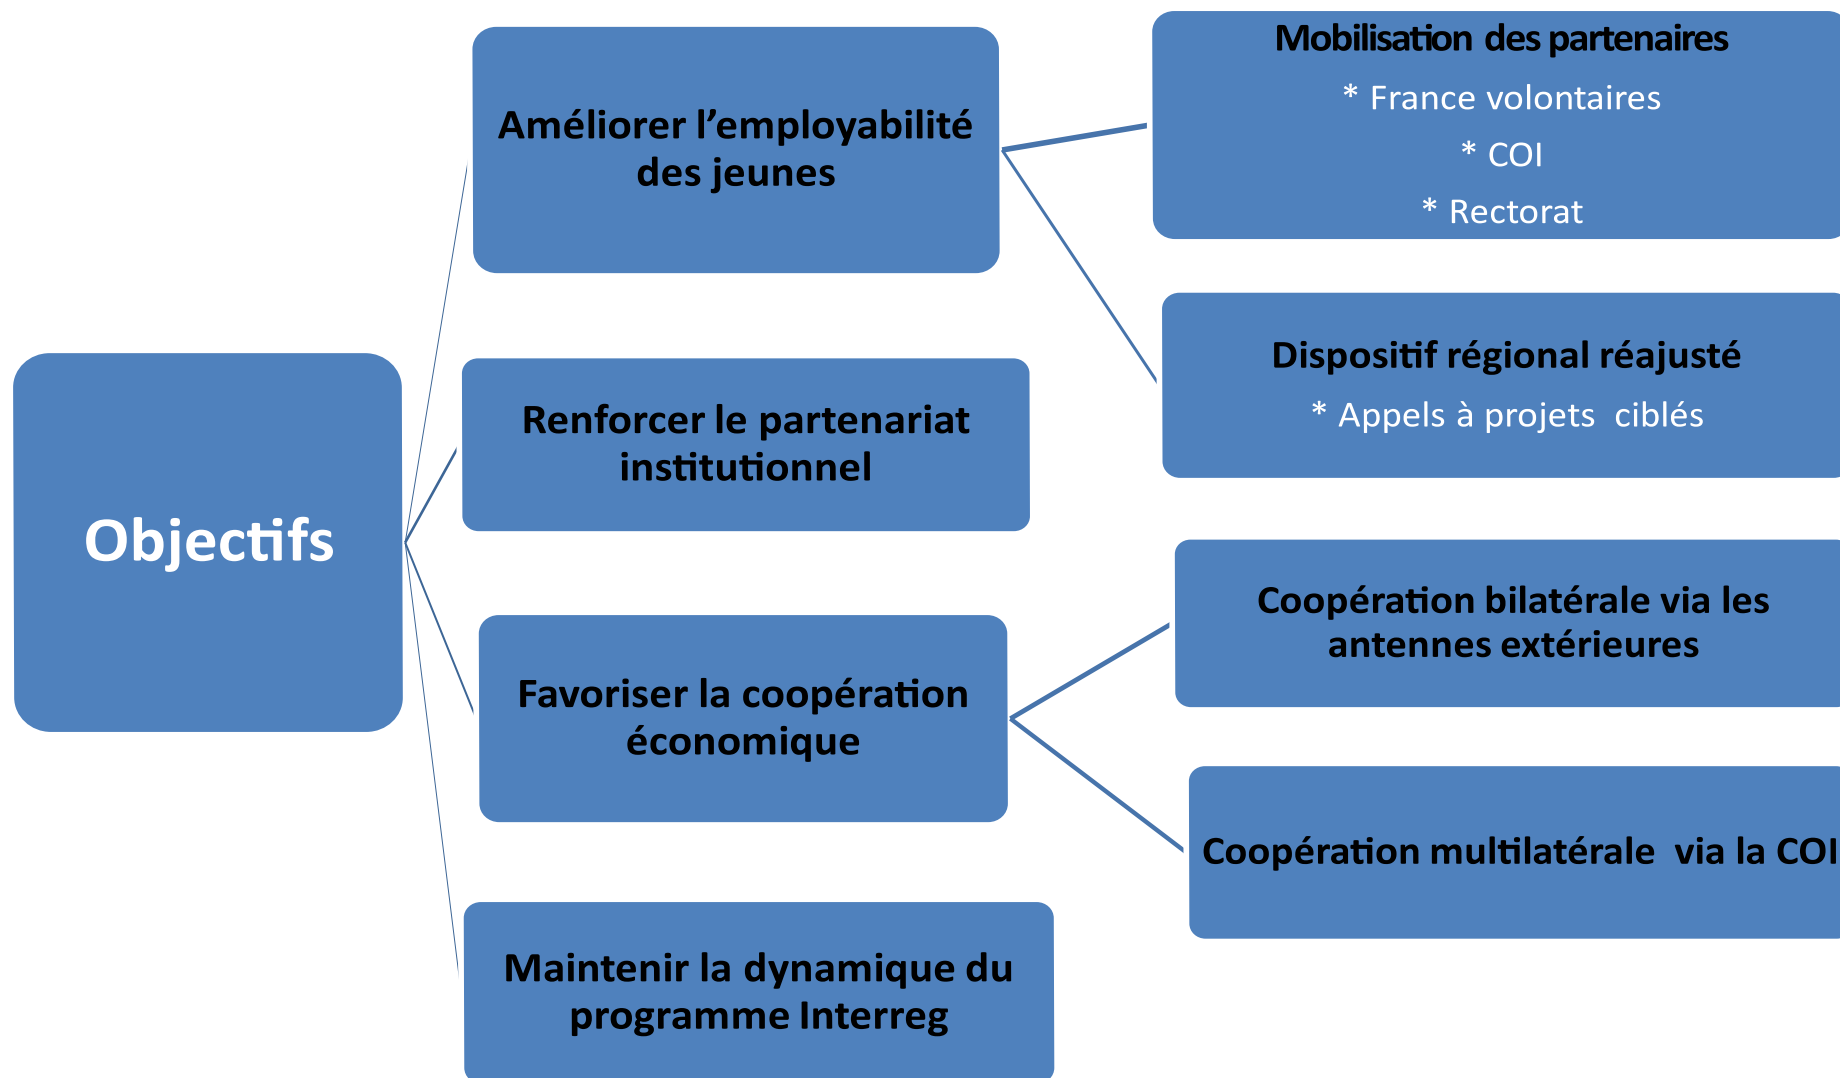 Objectifs
Améliorer l’employabilité
des jeunes
Mobilisation des partenaires
* France volontaires
* COI
* Rectorat
Dispositif régional réajusté
* Appels à projets ciblés
Renforcer le partenariat
institutionnel
Favoriser la coopération
économique
Coopération bilatérale via les
antennes extérieures
Coopération multilatérale via la COI
Maintenir la dynamique du
programme Interreg